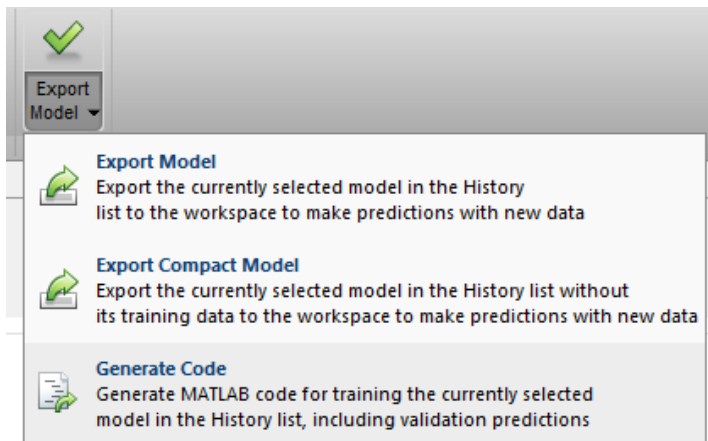 Export
Model
Export Model
Export the currently selected model in the History
list to the workspace to make predictions with new data
Export Compact Model
Export the currently selected model in the History list without
its training data to the workspace to make predictions with new data
Generate Code
Generate MATLAB code for training the currently selected
model in the History list, including validation predictions